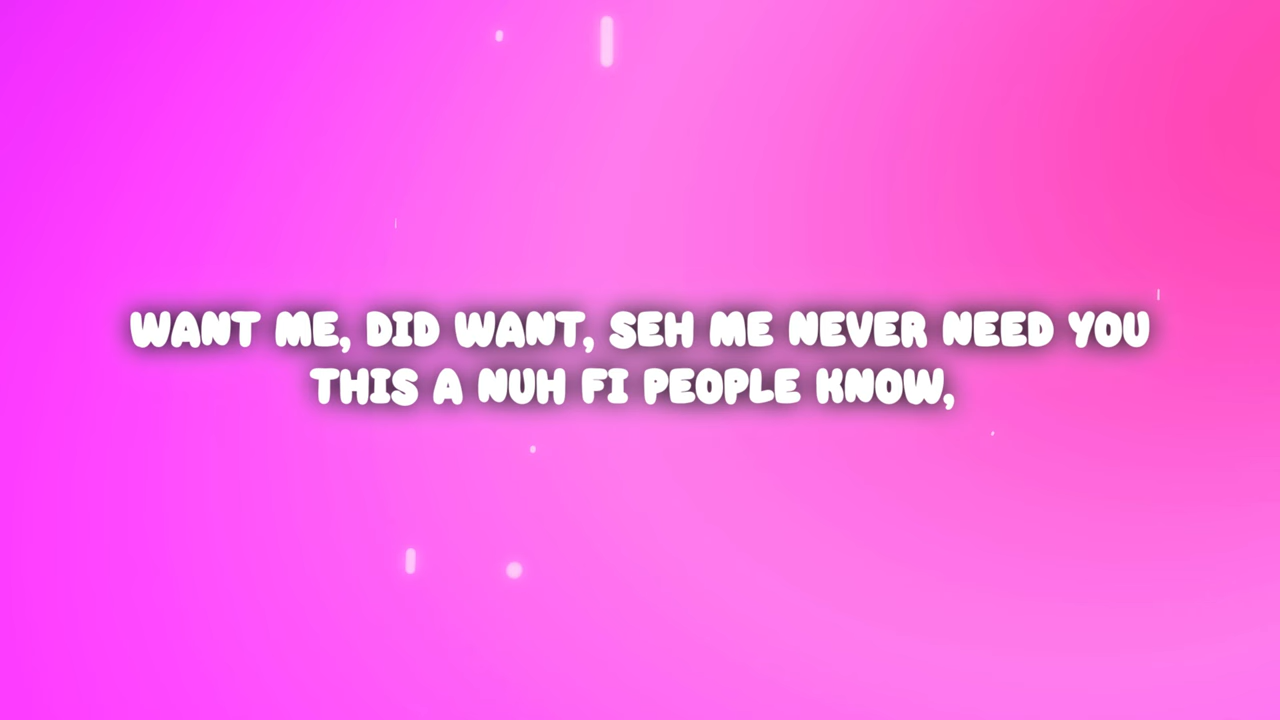 WANT ME, DID WANT, SEH ME NEVER NEED YOU
THIS A NUH FI PEOPLE KNOW,